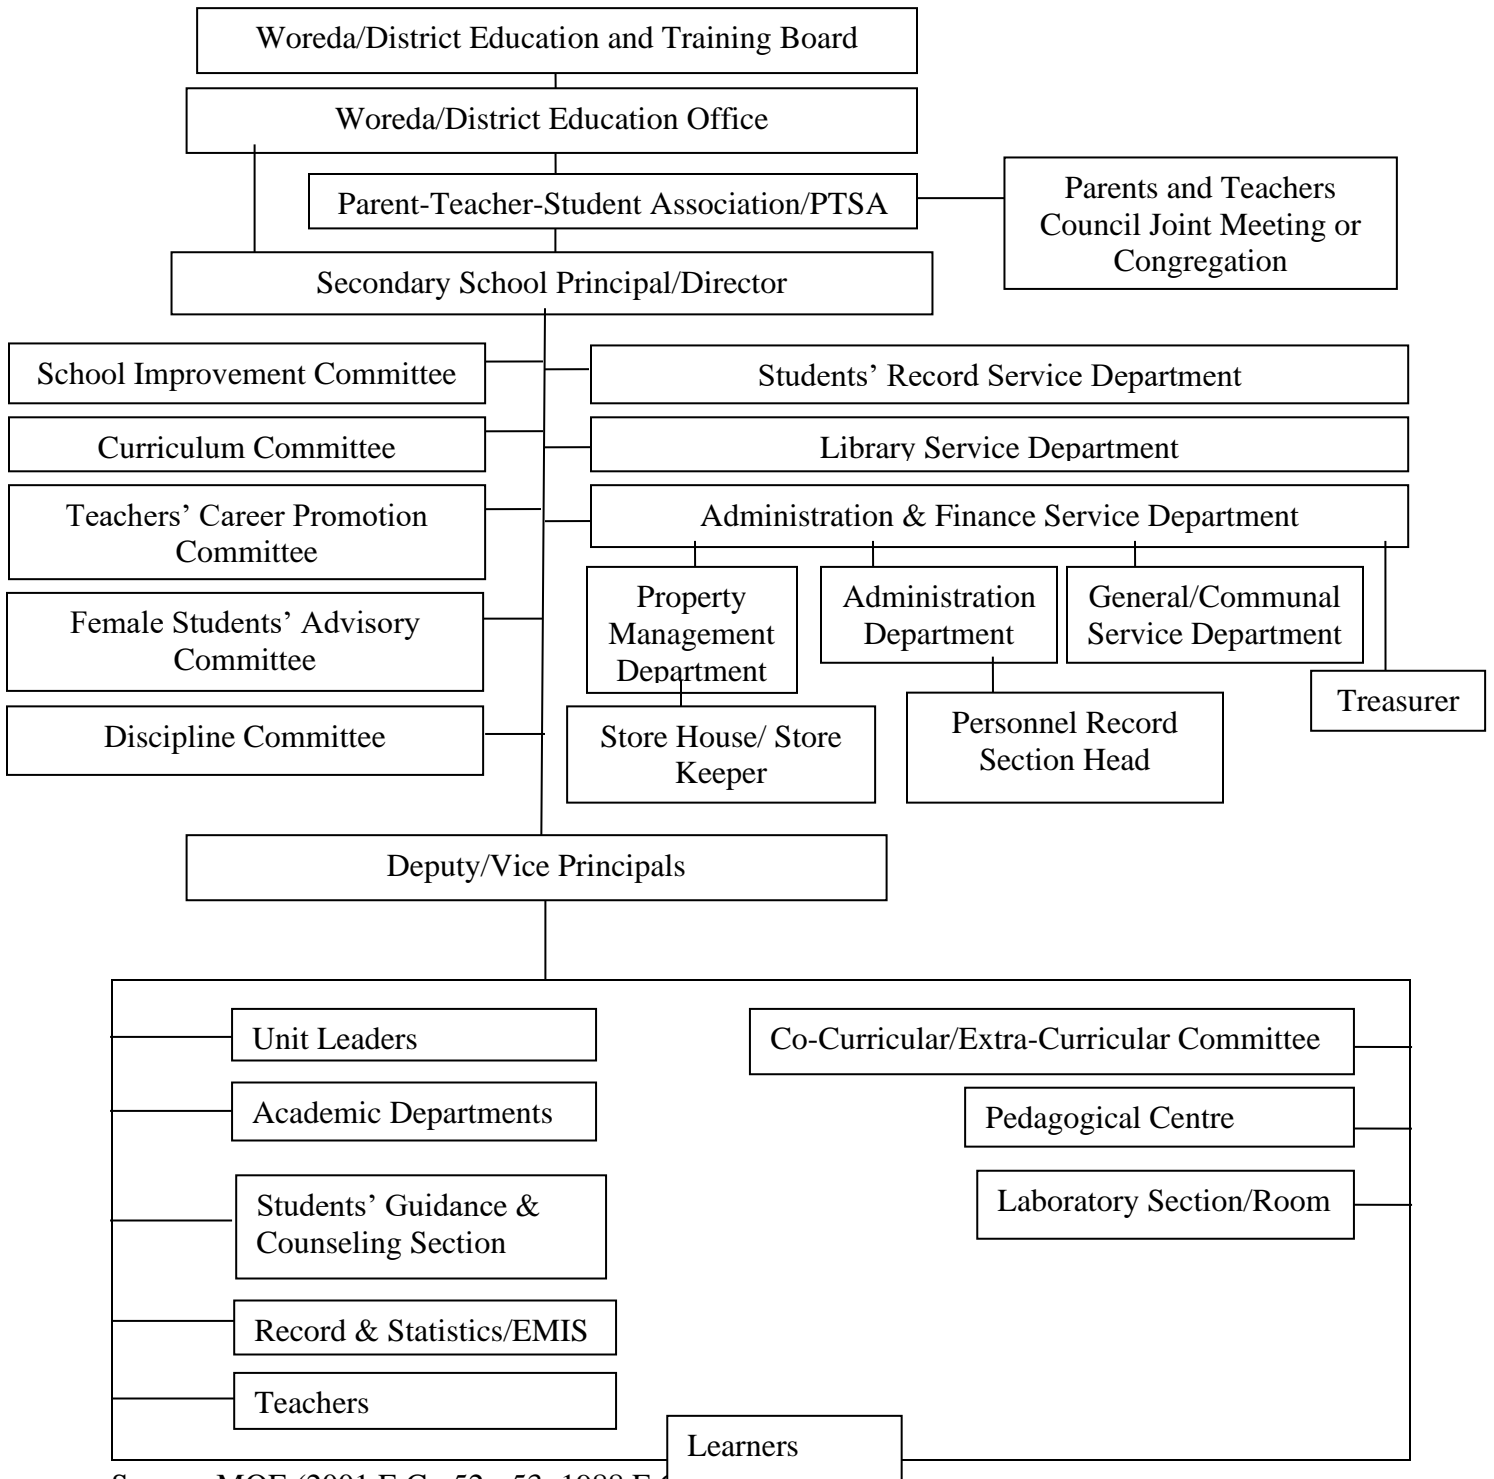 Woreda/District Education and Training Board
Woreda/District Education Office
Parent-Teacher-Student Association/PTSA
Parents and Teachers
Council Joint Meeting or
Congregation
Secondary School Principal/Director
School Improvement Committee
Students’ Record Service Department
Curriculum Committee
Library Service Department
Teachers’ Career Promotion
Committee
Administration & Finance Service Department
Property
Management
Department
Administration
Department
General/Communal
Service Department
Treasurer
Female Students’ Advisory
Committee
Discipline Committee
Store House/ Store
Keeper
Personnel Record
Section Head
Deputy/Vice Principals
Unit Leaders
Academic Departments
Students’ Guidance &
Counseling Section
Record & Statistics/EMIS
Teachers
Co-Curricular/Extra-Curricular Committee
Pedagogical Centre
Laboratory Section/Room
Learners